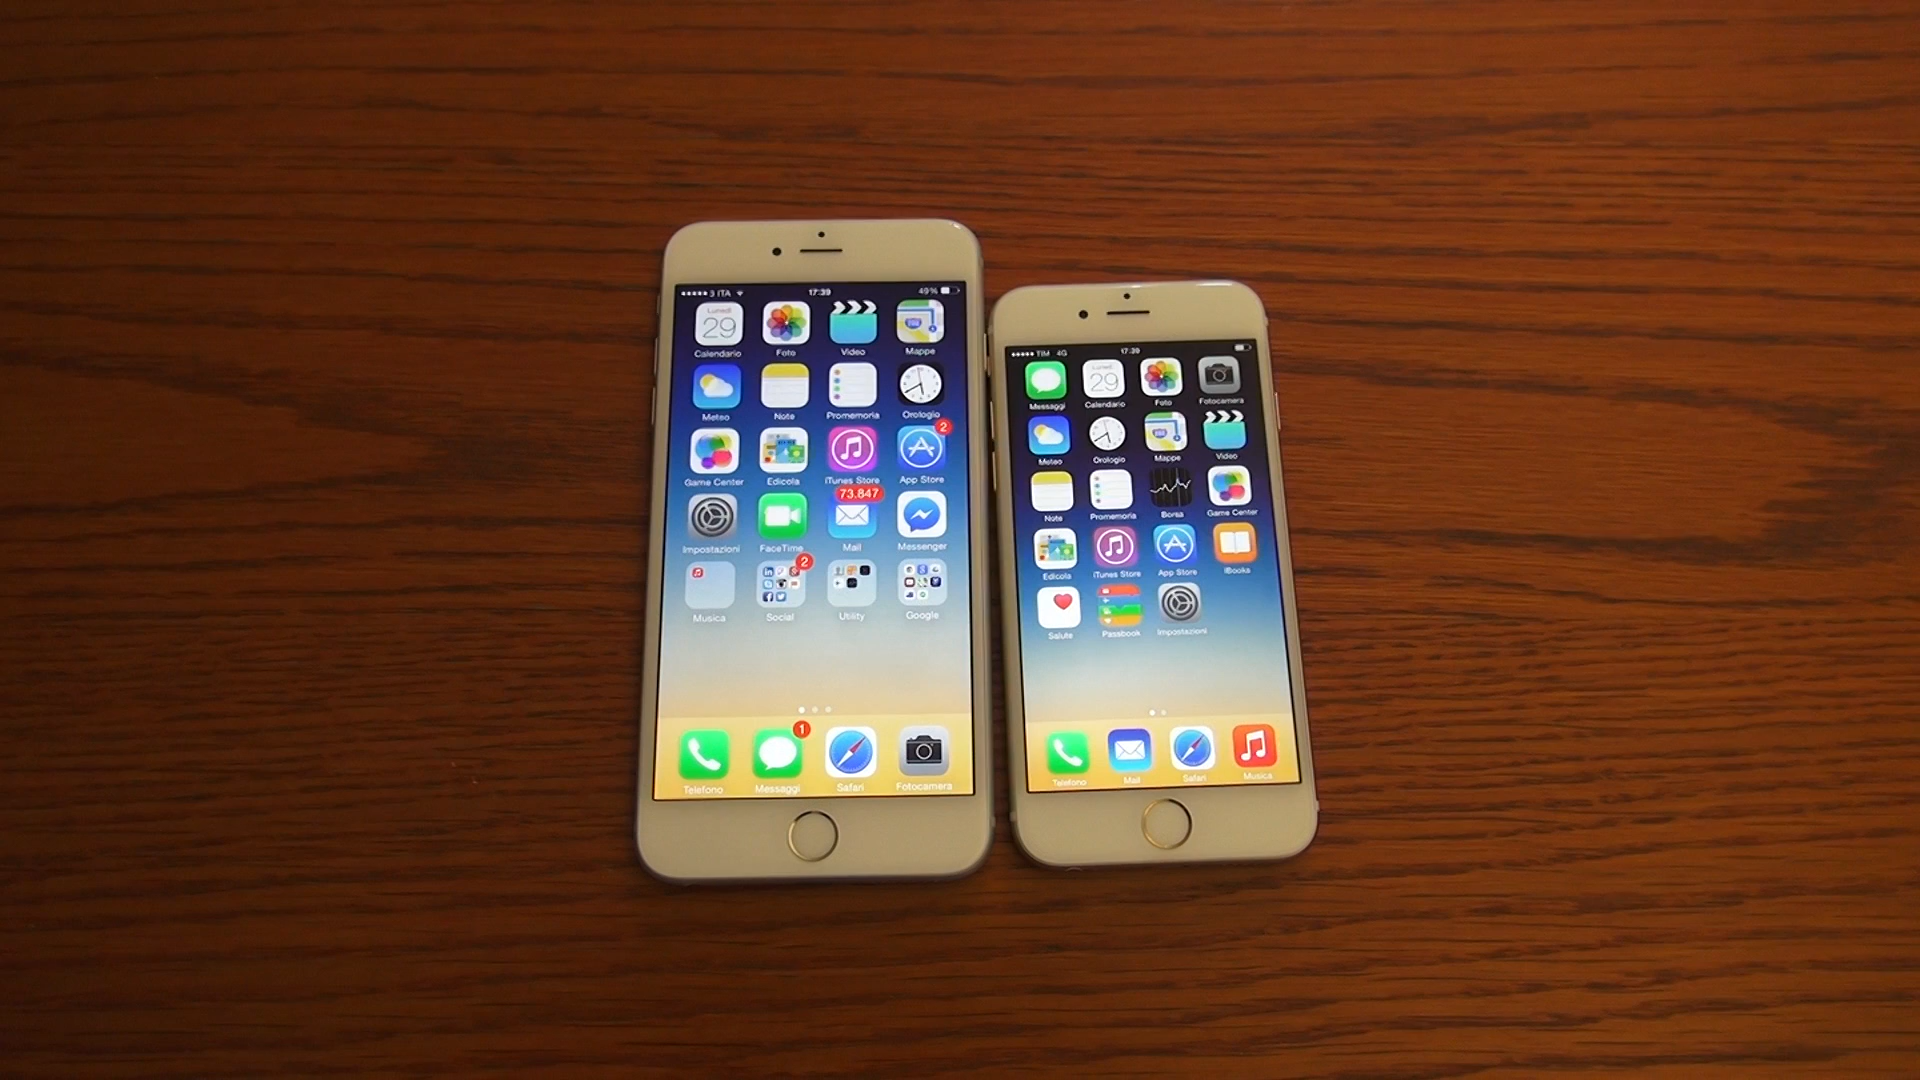 3 ITA 17:39 49%
Lunedì
29
Calendario Foto Video Mappe
Meteo Note Promemoria Orologio
2
Game Center Edicola iTunes Store App Store
73.847
Impostazioni FaceTime Mail Messenger
2
Musica Social Utility Google
1
Telefono Messaggi Safari Fotocamera
TIM 4G 17:39
Lunedì
29
Messaggi Calendario Foto Fotocamera
Meteo Orologio Mappe Video
Note Promemoria Borsa Game Center
Edicola iTunes Store App Store iBooks
Salute Passbook Impostazioni
Telefono Mail Safari Musica